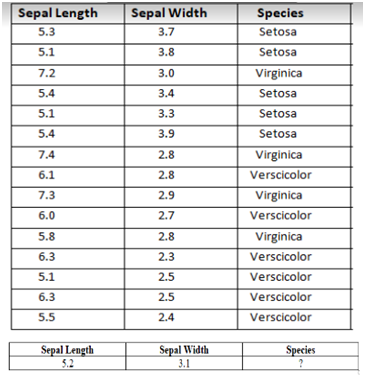 Sepal Length Sepal Width Species
5.3 3.7 Setosa
5.1 3.8 Setosa
7.2 3.0 Virginica
5.4 3.4 Setosa
5.1 3.3 Setosa
5.4 3.9 Setosa
7.4 2.8 Virginica
6.1 2.8 Verscicolor
7.3 2.9 Virginica
6.0 2.7 Verscicolor
5.8 2.8 Virginica
6.3 2.3 Verscicolor
5.1 2.5 Verscicolor
6.3 2.5 Verscicolor
5.5 2.4 Verscicolor
Sepal Length Sepal Width Species
5.2 3.1 ?